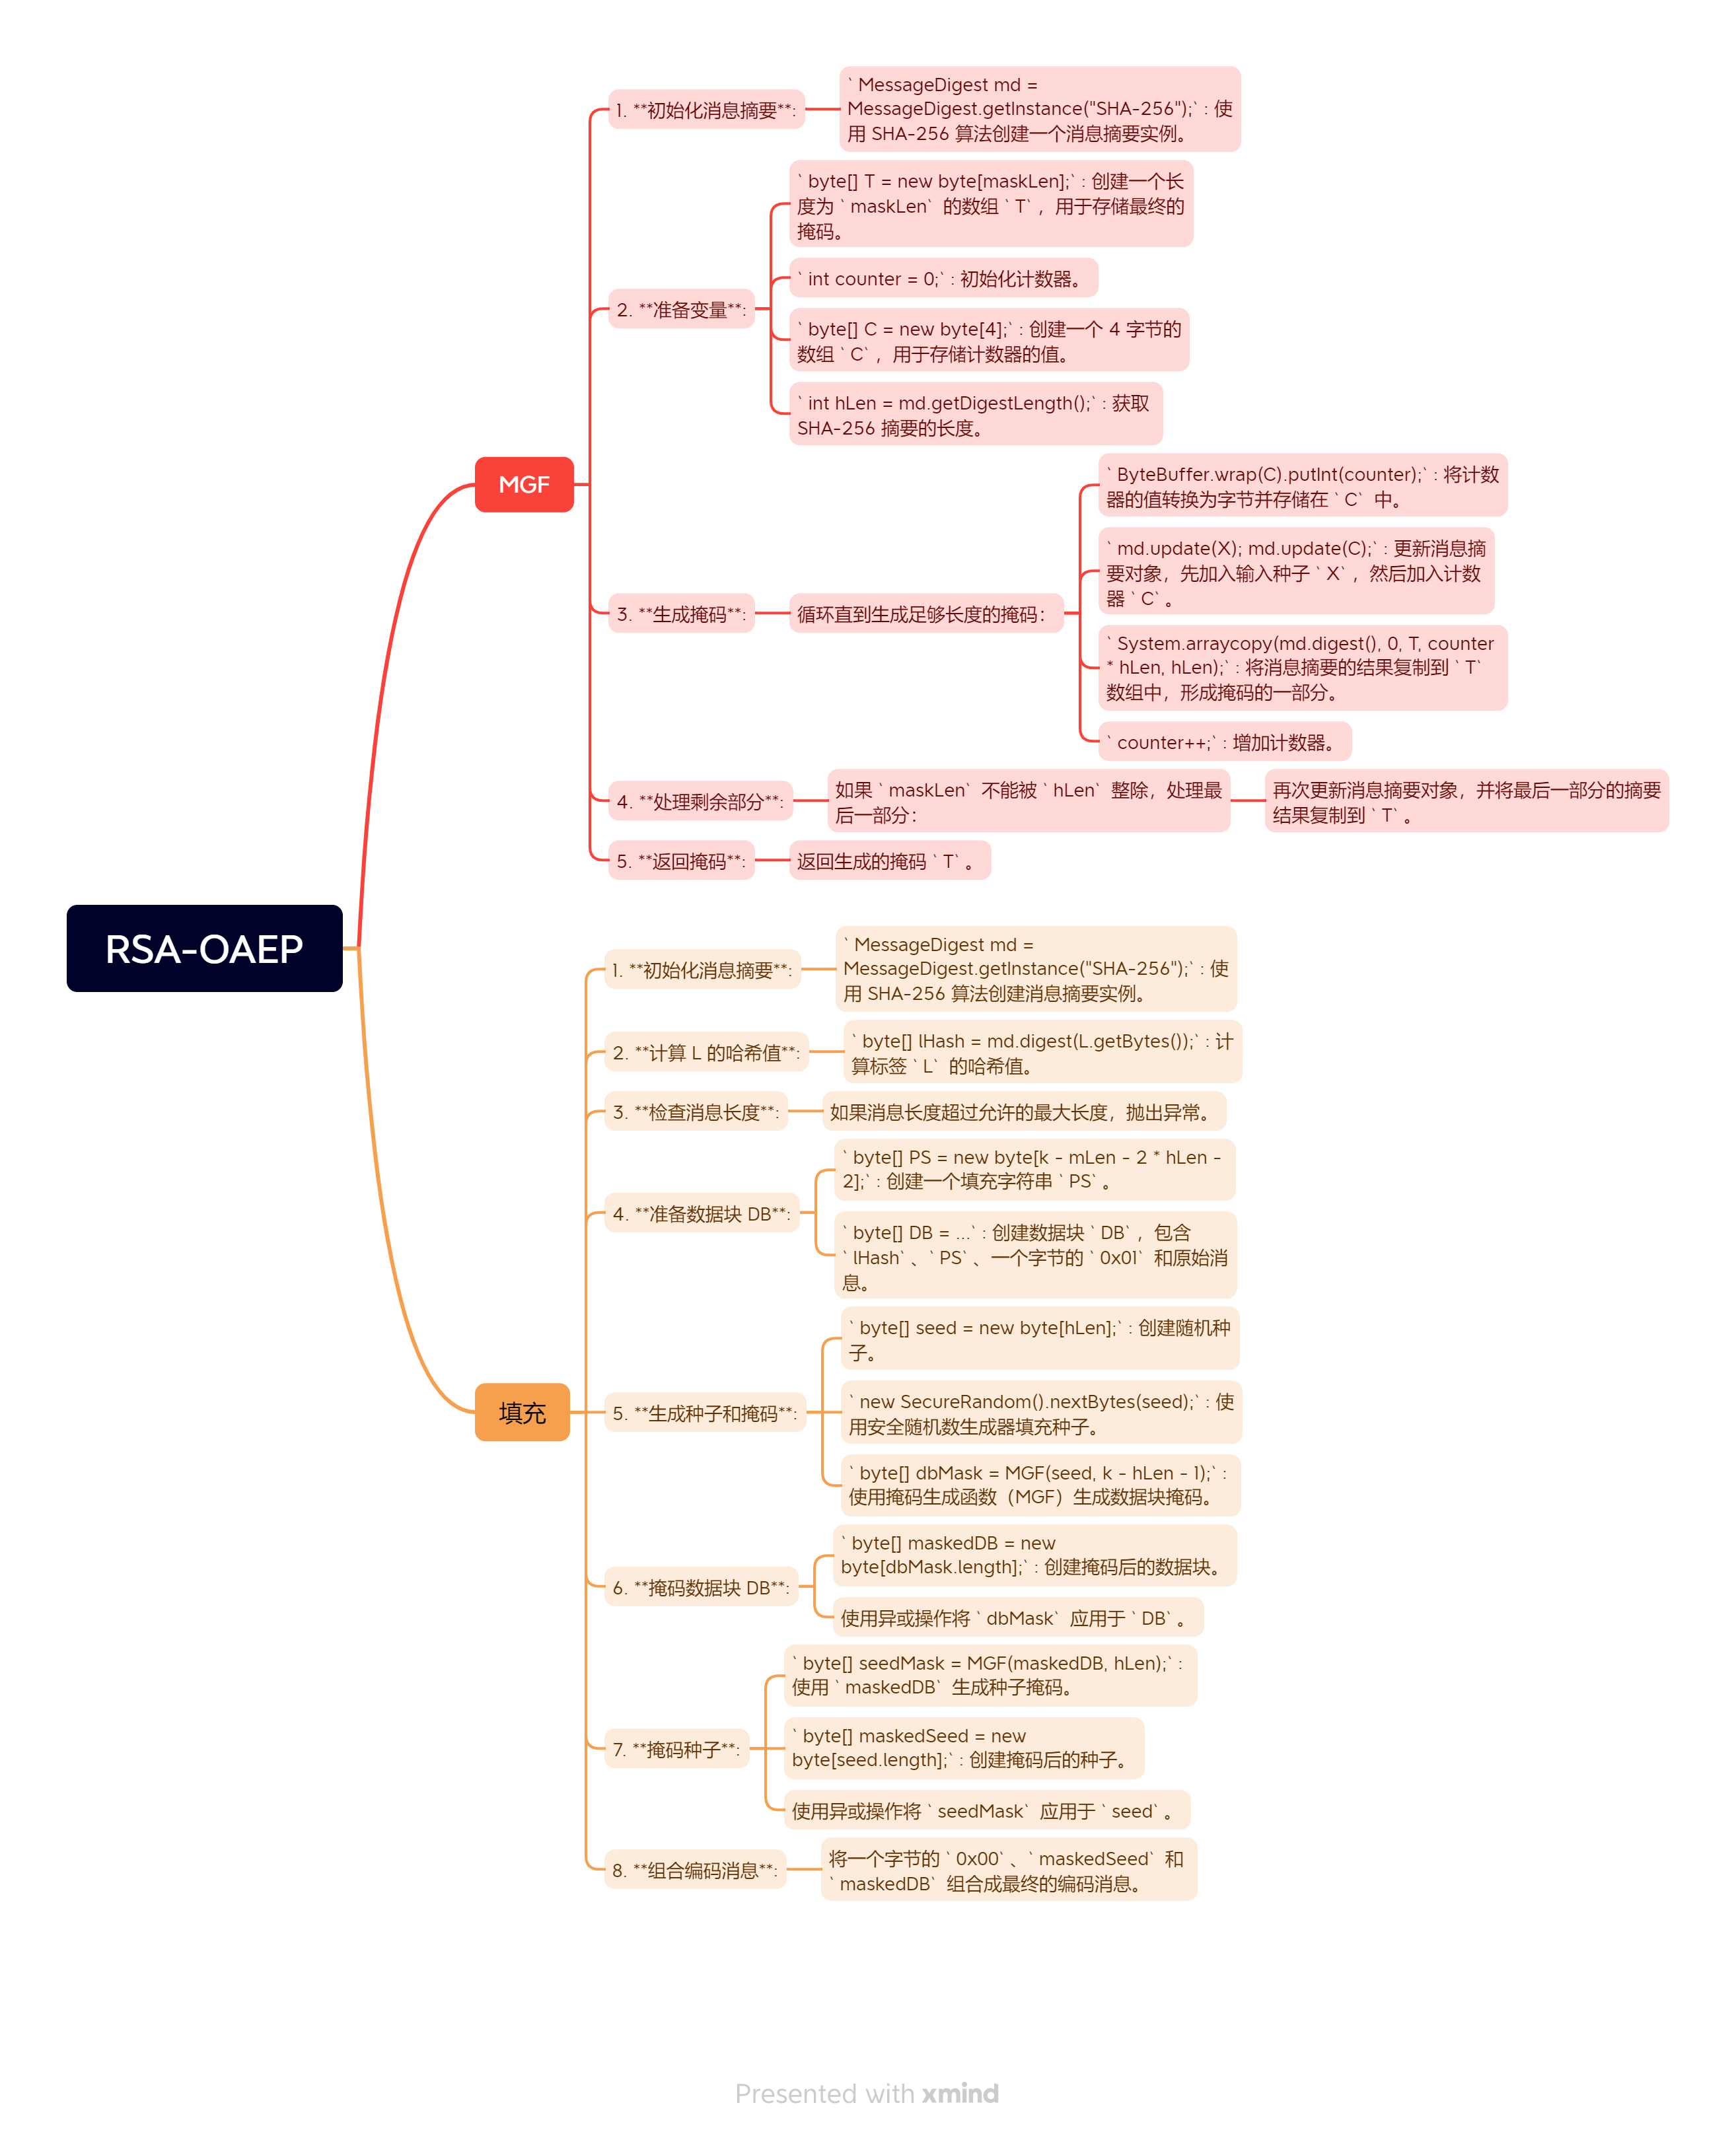 RSA-OAEP
MGF
1. **初始化消息摘要**:
` MessageDigest md =
MessageDigest.getInstance("SHA-256");` : 使
用 SHA-256 算法创建一个消息摘要实例。
2. **准备变量**:
` byte[] T = new byte[maskLen];` : 创建一个长
度为 ` maskLen` 的数组 ` T` ，用于存储最终的
掩码。
` int counter = 0;` : 初始化计数器。
` byte[] C = new byte[4];` : 创建一个 4 字节的
数组 ` C` ，用于存储计数器的值。
` int hLen = md.getDigestLength();` : 获取
SHA-256 摘要的长度。
3. **生成掩码**:
循环直到生成足够长度的掩码：
` ByteBuffer.wrap(C).putInt(counter);` : 将计数
器的值转换为字节并存储在 ` C` 中。
` md.update(X); md.update(C);` : 更新消息摘
要对象，先加入输入种子 ` X` ，然后加入计数
器 ` C` 。
` System.arraycopy(md.digest(), 0, T, counter
* hLen, hLen);` : 将消息摘要的结果复制到 ` T`
数组中，形成掩码的一部分。
` counter++;` : 增加计数器。
4. **处理剩余部分**:
如果 ` maskLen` 不能被 ` hLen` 整除，处理最
后一部分：
再次更新消息摘要对象，并将最后一部分的摘要
结果复制到 ` T` 。
5. **返回掩码**:
返回生成的掩码 ` T` 。
填充
1. **初始化消息摘要**:
` MessageDigest md =
MessageDigest.getInstance("SHA-256");` : 使
用 SHA-256 算法创建消息摘要实例。
2. **计算 L 的哈希值**:
` byte[] lHash = md.digest(L.getBytes());` : 计
算标签 ` L` 的哈希值。
3. **检查消息长度**:
如果消息长度超过允许的最大长度，抛出异常。
4. **准备数据块 DB**:
` byte[] PS = new byte[k - mLen - 2 * hLen -
2];` : 创建一个填充字符串 ` PS` 。
` byte[] DB = ...` : 创建数据块 ` DB` ，包含
` lHash` 、` PS` 、一个字节的 ` 0x01` 和原始消
息。
5. **生成种子和掩码**:
` byte[] seed = new byte[hLen];` : 创建随机种
子。
` new SecureRandom().nextBytes(seed);` : 使
用安全随机数生成器填充种子。
` byte[] dbMask = MGF(seed, k - hLen - 1);` :
使用掩码生成函数（MGF）生成数据块掩码。
6. **掩码数据块 DB**:
` byte[] maskedDB = new
byte[dbMask.length];` : 创建掩码后的数据块。
使用异或操作将 ` dbMask` 应用于 ` DB` 。
7. **掩码种子**:
` byte[] seedMask = MGF(maskedDB, hLen);` :
使用 ` maskedDB` 生成种子掩码。
` byte[] maskedSeed = new
byte[seed.length];` : 创建掩码后的种子。
使用异或操作将 ` seedMask` 应用于 ` seed` 。
8. **组合编码消息**:
将一个字节的 ` 0x00` 、` maskedSeed` 和
` maskedDB` 组合成最终的编码消息。
Presented with xmind